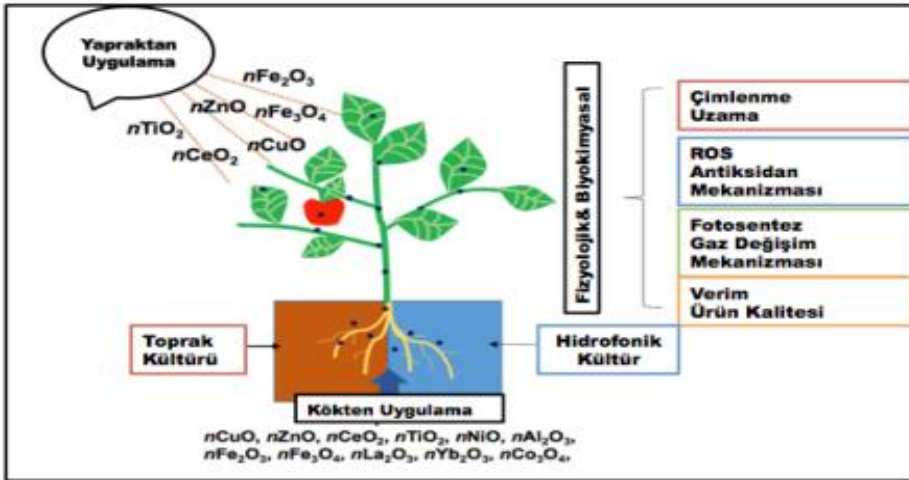 Yapraktan
Uygulama
nFe₂O₃
nZnO
nFe₃O₄
nTiO₂
nCuO
nCeO₂
Fizyolojik& Biyokimyasal
Çimlenme
Uzama
ROS
Antiksidan
Mekanizması
Fotosentez
Gaz Değişim
Mekanizması
Verim
Ürün Kalitesi
Toprak
Kültürü
Hidrofonik
Kültür
Kökten Uygulama
nCuO, nZnO, nCeO₂, nTiO₂, nNiO, nAl₂O₃,
nFe₂O₃, nFe₃O₄, nLa₂O₃, nYb₂O₃, nCo₃O₄,